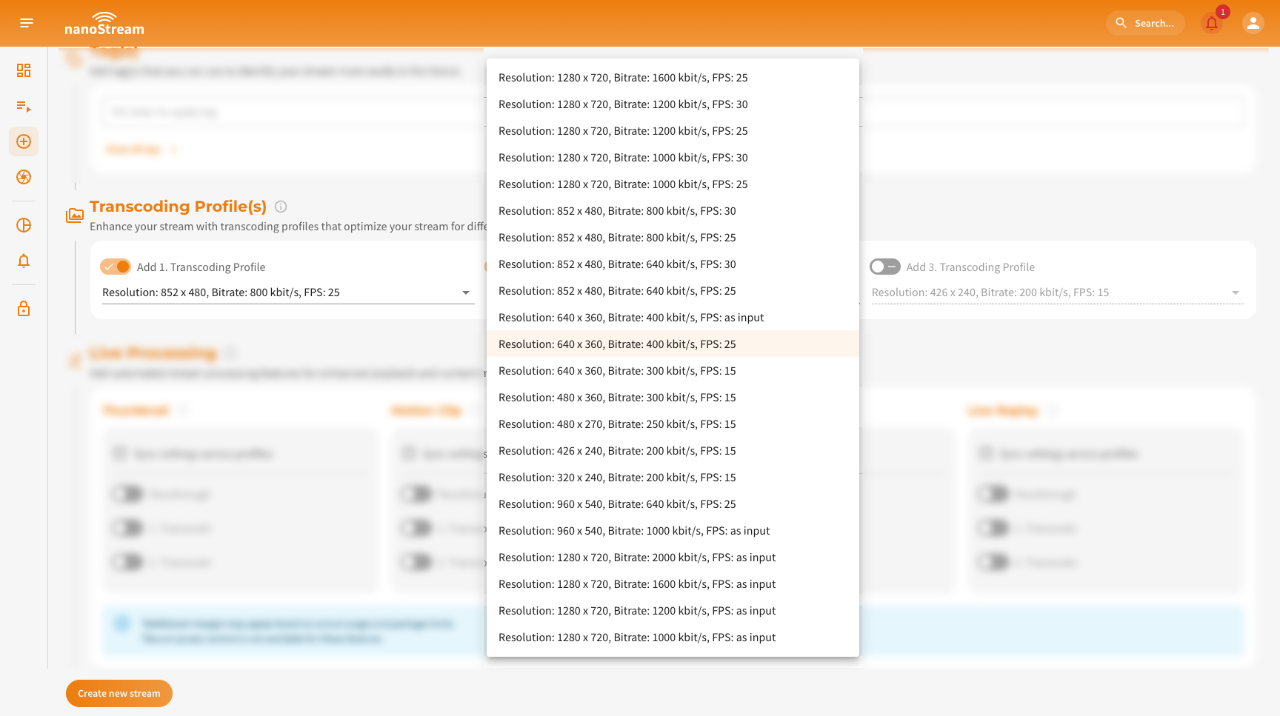 nanoStream
Search...
1
Transcoding Profile(s)
Enhance your stream with transcoding profiles that optimize your stream for
Add 1. Transcoding Profile
Resolution: 852 x 480, Bitrate: 800 kbit/s, FPS: 25
Resolution: 1280 x 720, Bitrate: 1600 kbit/s, FPS: 25
Resolution: 1280 x 720, Bitrate: 1200 kbit/s, FPS: 30
Resolution: 1280 x 720, Bitrate: 1200 kbit/s, FPS: 25
Resolution: 1280 x 720, Bitrate: 1000 kbit/s, FPS: 30
Resolution: 1280 x 720, Bitrate: 1000 kbit/s, FPS: 25
Resolution: 852 x 480, Bitrate: 800 kbit/s, FPS: 30
Resolution: 852 x 480, Bitrate: 800 kbit/s, FPS: 25
Resolution: 852 x 480, Bitrate: 640 kbit/s, FPS: 30
Resolution: 852 x 480, Bitrate: 640 kbit/s, FPS: 25
Resolution: 640 x 360, Bitrate: 400 kbit/s, FPS: as input
Resolution: 640 x 360, Bitrate: 400 kbit/s, FPS: 25
Resolution: 640 x 360, Bitrate: 300 kbit/s, FPS: 15
Resolution: 480 x 360, Bitrate: 300 kbit/s, FPS: 15
Resolution: 480 x 270, Bitrate: 250 kbit/s, FPS: 15
Resolution: 426 x 240, Bitrate: 200 kbit/s, FPS: 15
Resolution: 320 x 240, Bitrate: 200 kbit/s, FPS: 15
Resolution: 960 x 540, Bitrate: 640 kbit/s, FPS: 25
Resolution: 960 x 540, Bitrate: 1000 kbit/s, FPS: as input
Resolution: 1280 x 720, Bitrate: 2000 kbit/s, FPS: as input
Resolution: 1280 x 720, Bitrate: 1600 kbit/s, FPS: as input
Resolution: 1280 x 720, Bitrate: 1200 kbit/s, FPS: as input
Resolution: 1280 x 720, Bitrate: 1000 kbit/s, FPS: as input
Add 3. Transcoding Profile
Resolution: 426 x 240, Bitrate: 200 kbit/s, FPS: 15
Live Processing
Thumbnail
Motion Clip
Live Replay
Create new stream